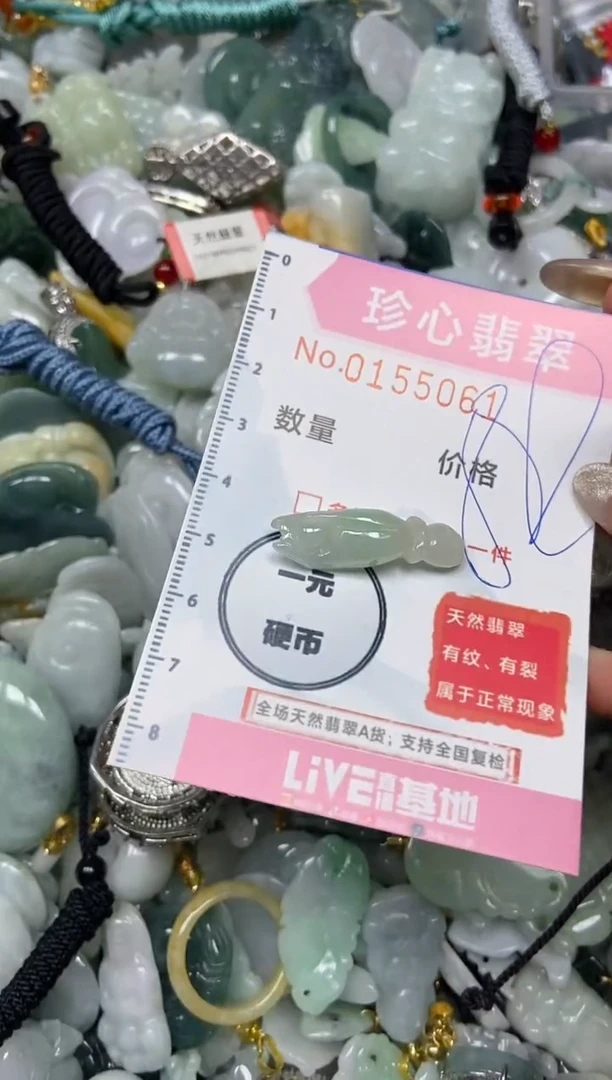 天然翡翠
0
1
2
3
4
5
6
7
8
珍心翡翠
No.0155061
数量
价格
一件
一元
硬币
天然翡翠
有纹、有裂
属于正常现象
全场天然翡翠A货；支持全国复检
LIVE
基地